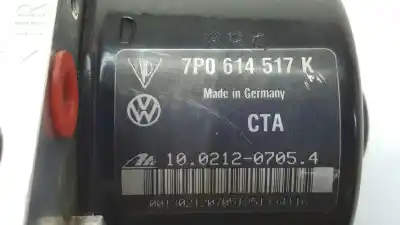 7P0 614 517 K
Made in Germany
CTA
10.0212-0705.4